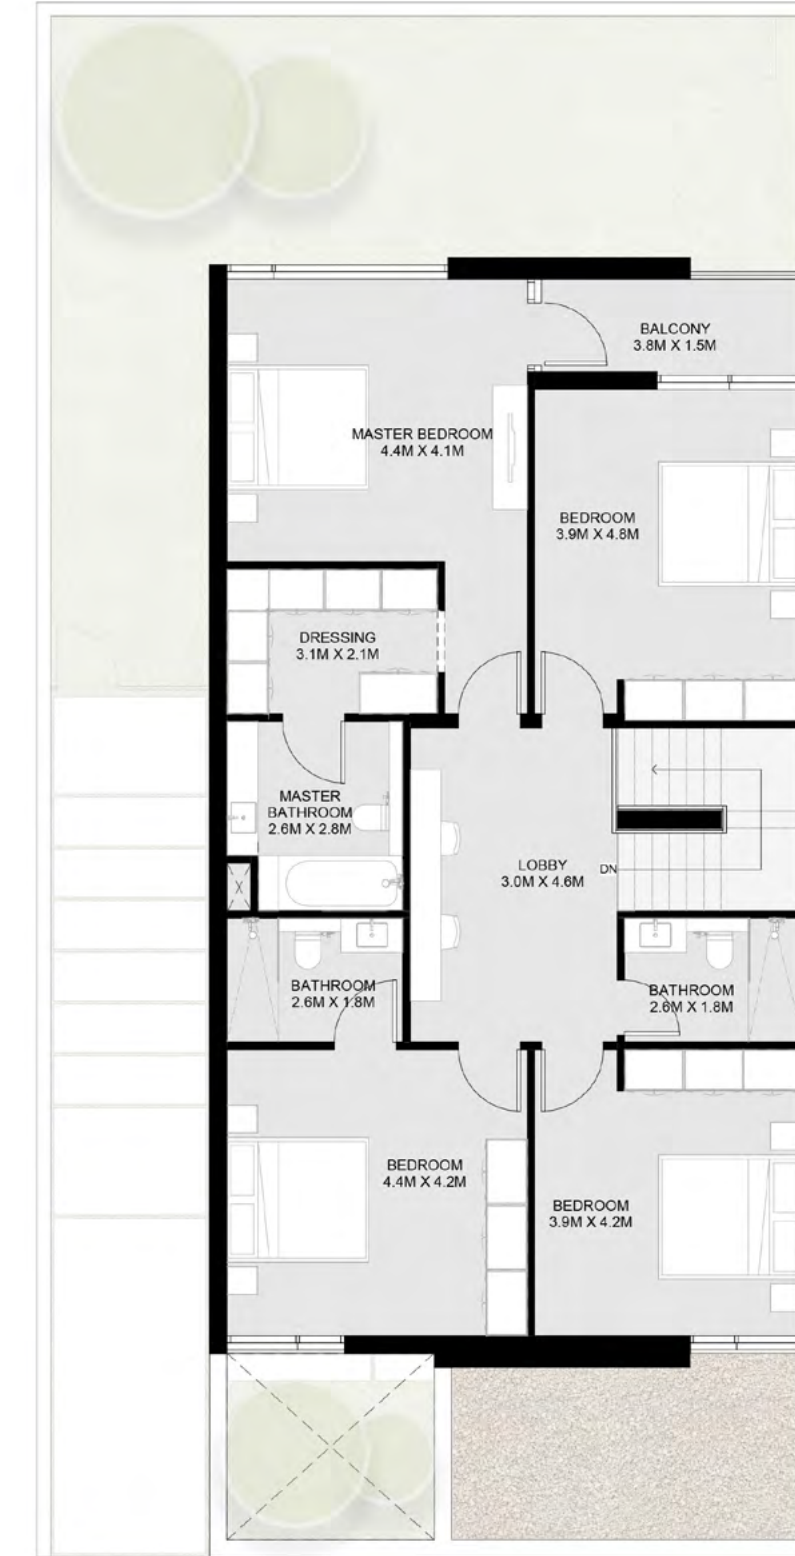 BALCONY
3.8M X 1.5M
MASTER BEDROOM
4.4M X 4.1M
BEDROOM
3.9M X 4.8M
DRESSING
3.1M X 2.1M
MASTER
BATHROOM
2.6M X 2.8M
LOBBY
3.0M X 4.6M
DN
BATHROOM
2.6M X 1.8M
BATHROOM
2.6M X 1.8M
BEDROOM
4.4M X 4.2M
BEDROOM
3.9M X 4.2M